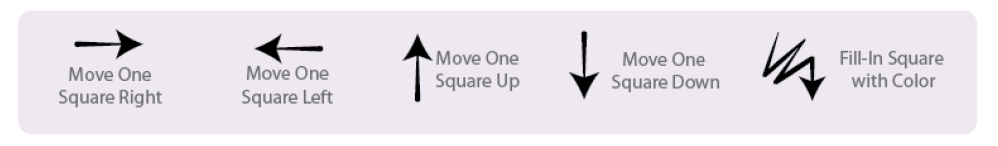 Move One
Square Right
Move One
Square Left
Move One
Square Up
Move One
Square Down
Fill-In Square
with Color